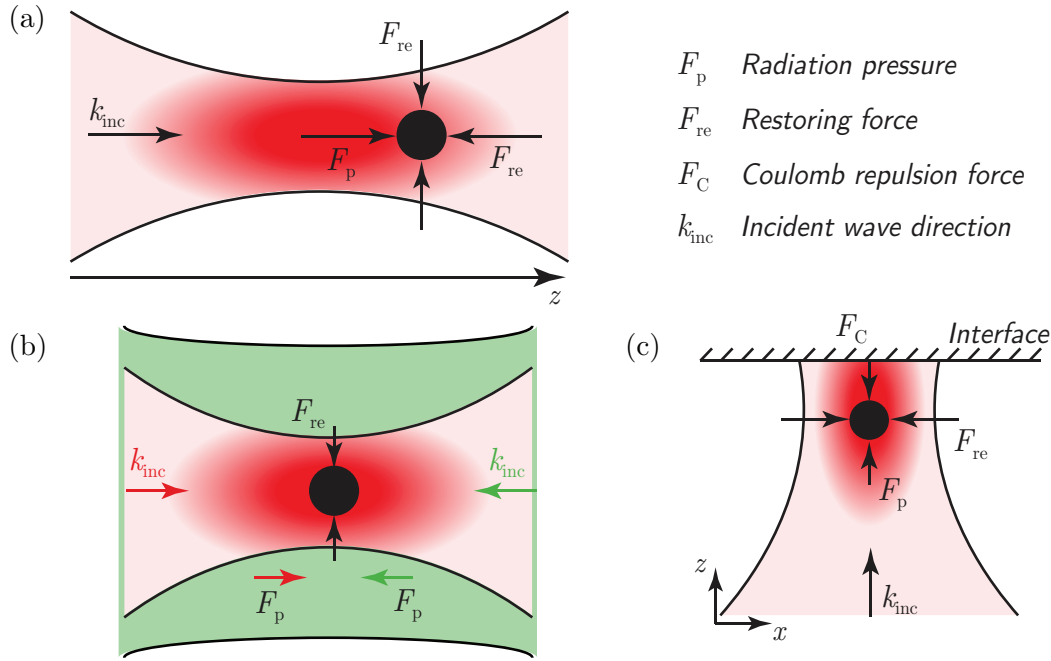 (a)
F_re
k_inc
F_p
F_re
z
F_p Radiation pressure
F_re Restoring force
F_C Coulomb repulsion force
k_inc Incident wave direction
(b)
F_re
k_inc
k_inc
F_p
F_p
(c)
F_C
Interface
F_re
F_p
z
k_inc
x